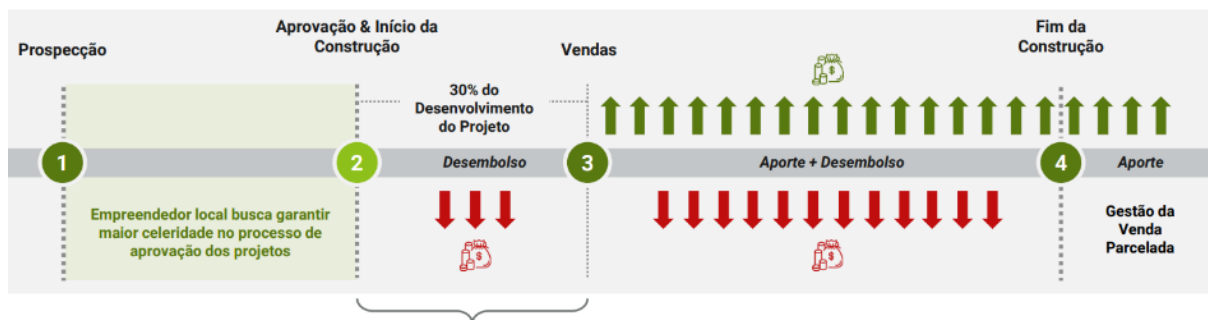 Prospecção
Aprovação & Início da
Construção
30% do
Desenvolvimento
do Projeto
Vendas
Fim da
Construção
1
2
Desembolso
3
Aporte + Desembolso
4
Aporte
Empreendedor local busca garantir
maior celeridade no processo de
aprovação dos projetos
Gestão da
Venda
Parcelada
$
$
$